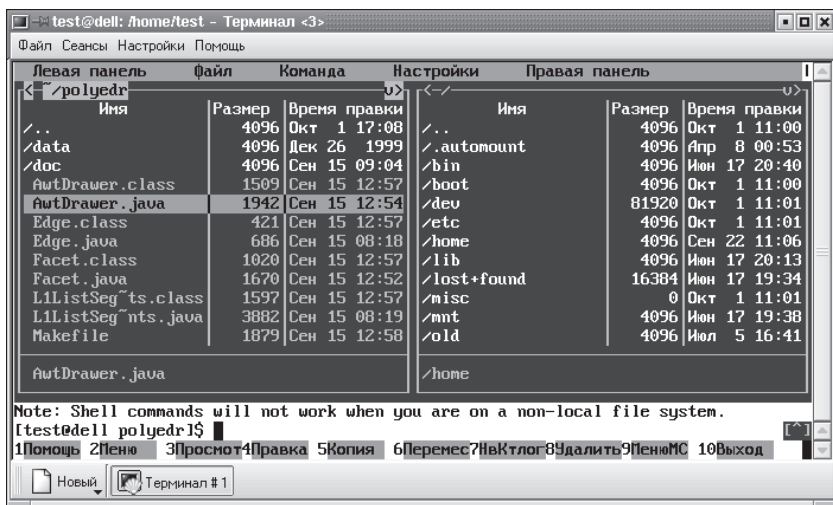 test@dell: /home/test - Терминал <3>
Файл Сеансы Настройки Помощь
Левая панель Файл Команда Настройки Правая панель
<─ ~/polyedr v> <─/ v>
Имя Размер Время правки Имя Размер Время правки
/.. 4096 Окт 1 17:08 /.. 4096 Окт 1 11:00
/data 4096 Дек 26 1999 /.automount 4096 Апр 8 00:53
/doc 4096 Сен 15 09:04 /bin 4096 Июн 17 20:40
AwtDrawer.class 1509 Сен 15 12:57 /boot 4096 Окт 1 11:00
AwtDrawer.java 1942 Сен 15 12:54 /dev 81920 Окт 1 11:01
Edge.class 421 Сен 15 12:57 /etc 4096 Окт 1 11:01
Edge.java 686 Сен 15 08:18 /home 4096 Сен 22 11:06
Facet.class 1020 Сен 15 12:57 /lib 4096 Июн 17 20:13
Facet.java 1670 Сен 15 12:52 /lost+found 16384 Июн 17 19:34
L1ListSeg~ts.class 1597 Сен 15 12:57 /misc 0 Окт 1 11:01
L1ListSeg~nts.java 3882 Сен 15 08:19 /mnt 4096 Июн 17 19:38
Makefile 1879 Сен 15 12:58 /old 4096 Июл 5 16:41
AwtDrawer.java /home
Note: Shell commands will not work when you are on a non-local file system.
[test@dell polyedr]$ [^]
1Помощь 2Меню 3Просмот4Правка 5Копия 6Перемес7НвКтлог8Удалить9МенюМС 10Выход
Новый Терминал # 1